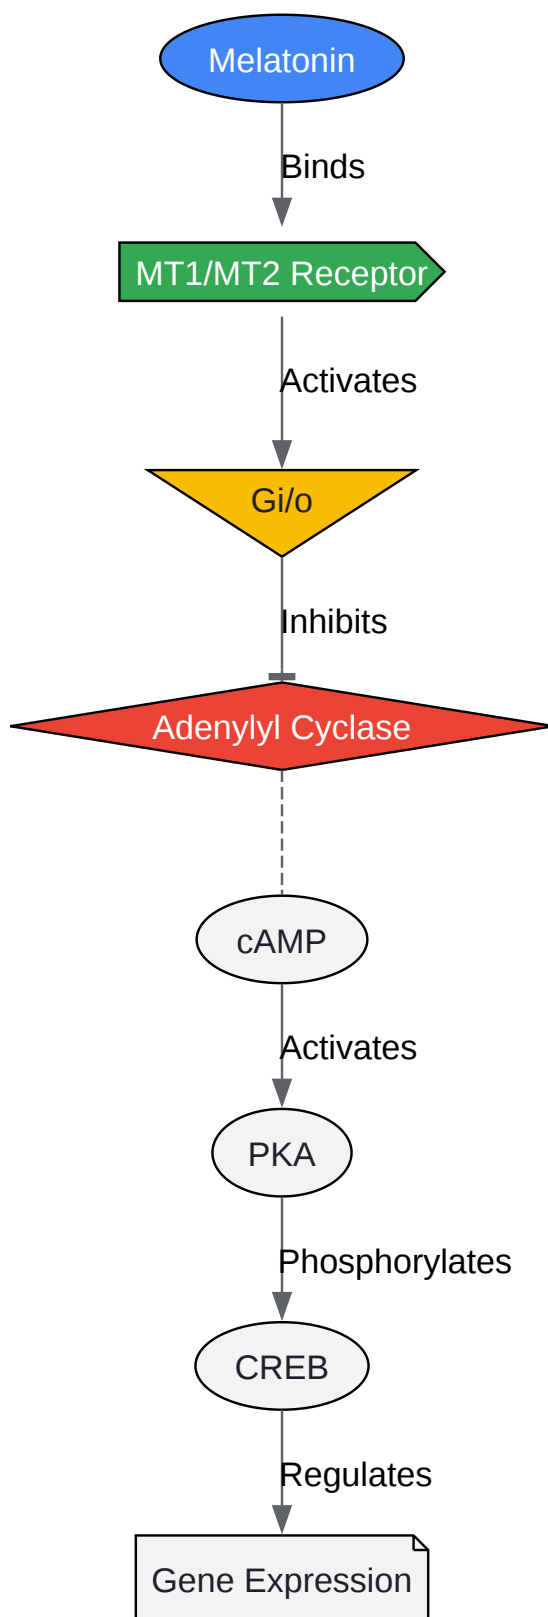 Melatonin
Binds
MT1/MT2 Receptor
Activates
Gi/o
Inhibits
Adenylyl Cyclase
cAMP
Activates
PKA
Phosphorylates
CREB
Regulates
Gene Expression